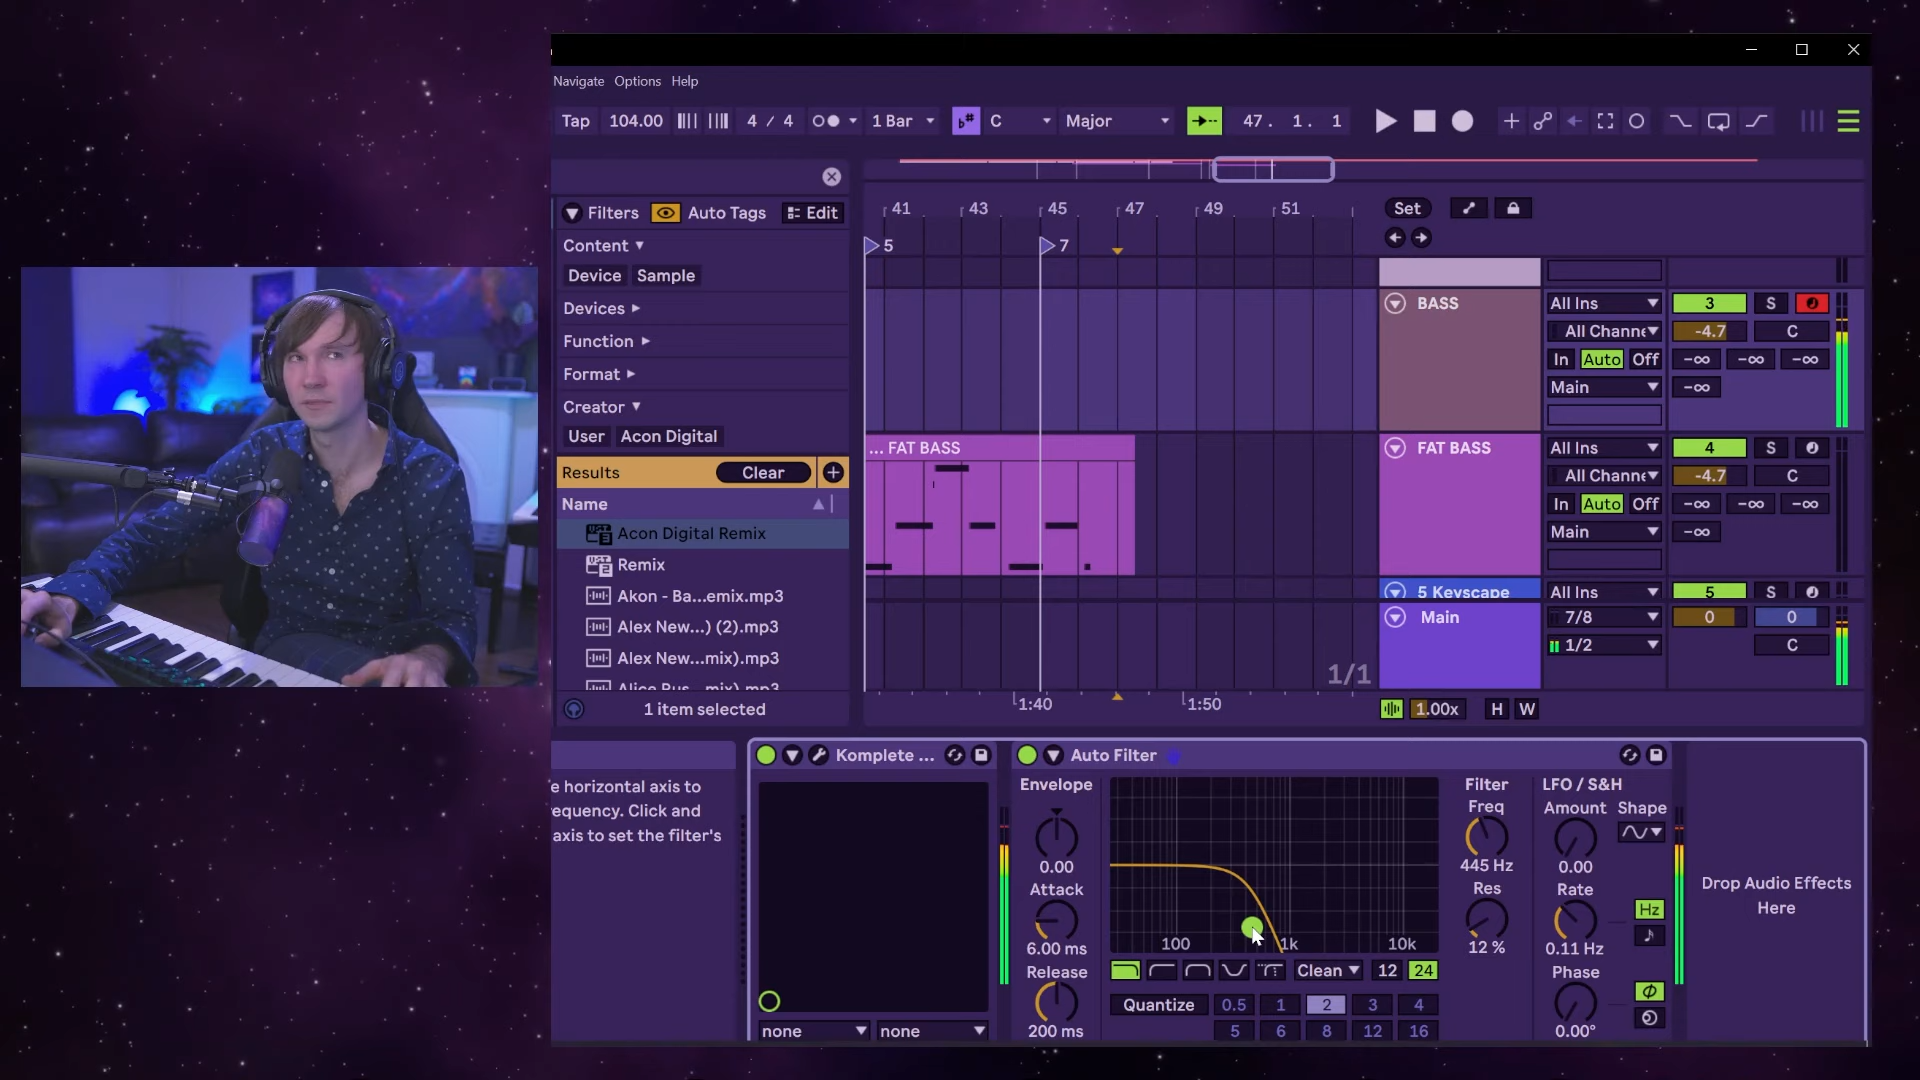 Navigate Options Help
Tap 104.00 4 / 4 1 Bar C Major 47. 1. 1
Filters Auto Tags Edit
Content
Device Sample
Devices
Function
Format
Creator
User Acon Digital
Results Clear
Name
Acon Digital Remix
Remix
Akon - Ba...emix.mp3
Alex New...) (2).mp3
Alex New...mix).mp3
1 item selected
41 43 45 47 49 51
5 7
... FAT BASS
1/1
1:40 1:50
Set
BASS All Ins 3 S
All Channe -4.7 C
In Auto Off -∞ -∞ -∞
Main -∞
FAT BASS All Ins 4 S
All Channe -4.7 C
In Auto Off -∞ -∞ -∞
Main -∞
5 Keyscape All Ins 5 S
Main 7/8 0 0
1/2 C
1.00x H W
e horizontal axis to
equency. Click and
axis to set the filter's
Komplete ...
none none
Auto Filter
Envelope
0.00
Attack
6.00 ms
Release
200 ms
100 1k 10k
Clean 12 24
Quantize 0.5 1 2 3 4
5 6 8 12 16
Filter
Freq
445 Hz
Res
12 %
LFO / S&H
Amount Shape
0.00
Rate
Hz
0.11 Hz
Phase
0.00°
Drop Audio Effects
Here